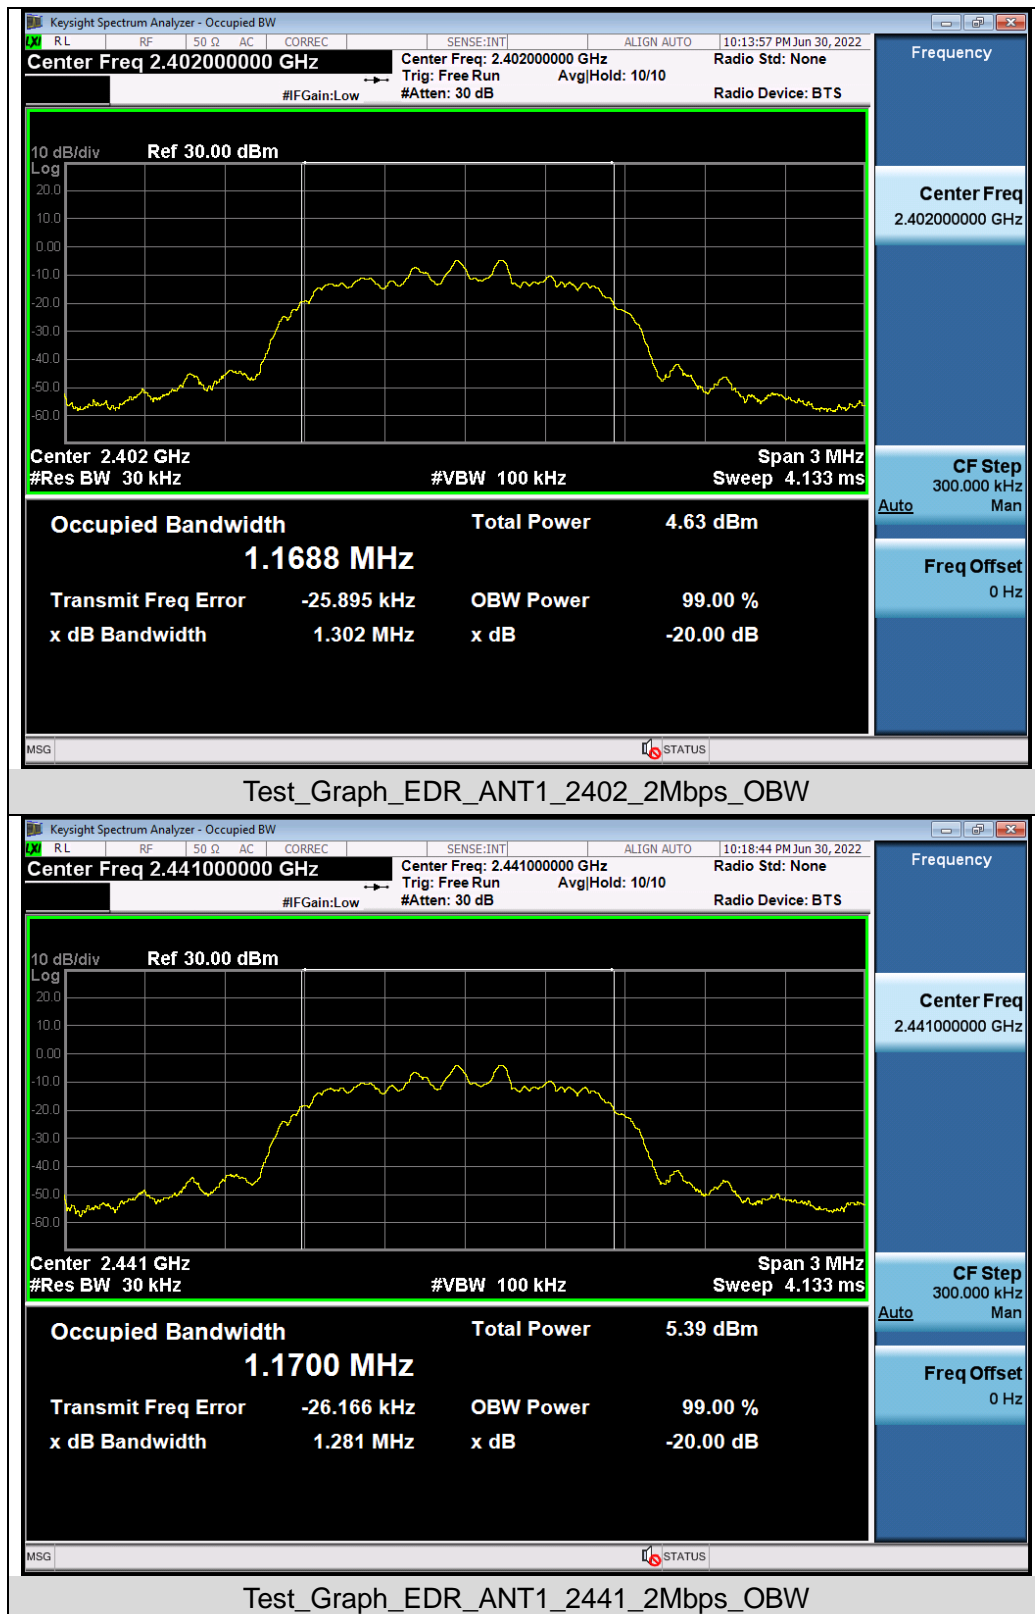 Keysight Spectrum Analyzer - Occupied BW
LXI RL RF 50 Ω AC CORREC SENSE:INT ALIGN AUTO 10:13:57 PM Jun 30, 2022
Center Freq 2.402000000 GHz
Center Freq: 2.402000000 GHz
Radio Std: None
Trig: Free Run Avg|Hold: 10/10
#IFGain:Low
#Atten: 30 dB
Radio Device: BTS
Frequency
10 dB/div Ref 30.00 dBm
Log
20.0
10.0
0.00
-10.0
-20.0
-30.0
-40.0
-50.0
-60.0
Center 2.402 GHz Span 3 MHz
#Res BW 30 kHz #VBW 100 kHz Sweep 4.133 ms
Center Freq
2.402000000 GHz
CF Step
300.000 kHz
Auto Man
Freq Offset
0 Hz
Occupied Bandwidth Total Power 4.63 dBm
1.1688 MHz
Transmit Freq Error -25.895 kHz OBW Power 99.00 %
x dB Bandwidth 1.302 MHz x dB -20.00 dB
MSG STATUS
Test_Graph_EDR_ANT1_2402_2Mbps_OBW
Keysight Spectrum Analyzer - Occupied BW
LXI RL RF 50 Ω AC CORREC SENSE:INT ALIGN AUTO 10:18:44 PM Jun 30, 2022
Center Freq 2.441000000 GHz
Center Freq: 2.441000000 GHz
Radio Std: None
Trig: Free Run Avg|Hold: 10/10
#IFGain:Low
#Atten: 30 dB
Radio Device: BTS
Frequency
10 dB/div Ref 30.00 dBm
Log
20.0
10.0
0.00
-10.0
-20.0
-30.0
-40.0
-50.0
-60.0
Center 2.441 GHz Span 3 MHz
#Res BW 30 kHz #VBW 100 kHz Sweep 4.133 ms
Center Freq
2.441000000 GHz
CF Step
300.000 kHz
Auto Man
Freq Offset
0 Hz
Occupied Bandwidth Total Power 5.39 dBm
1.1700 MHz
Transmit Freq Error -26.166 kHz OBW Power 99.00 %
x dB Bandwidth 1.281 MHz x dB -20.00 dB
MSG STATUS
Test_Graph_EDR_ANT1_2441_2Mbps_OBW